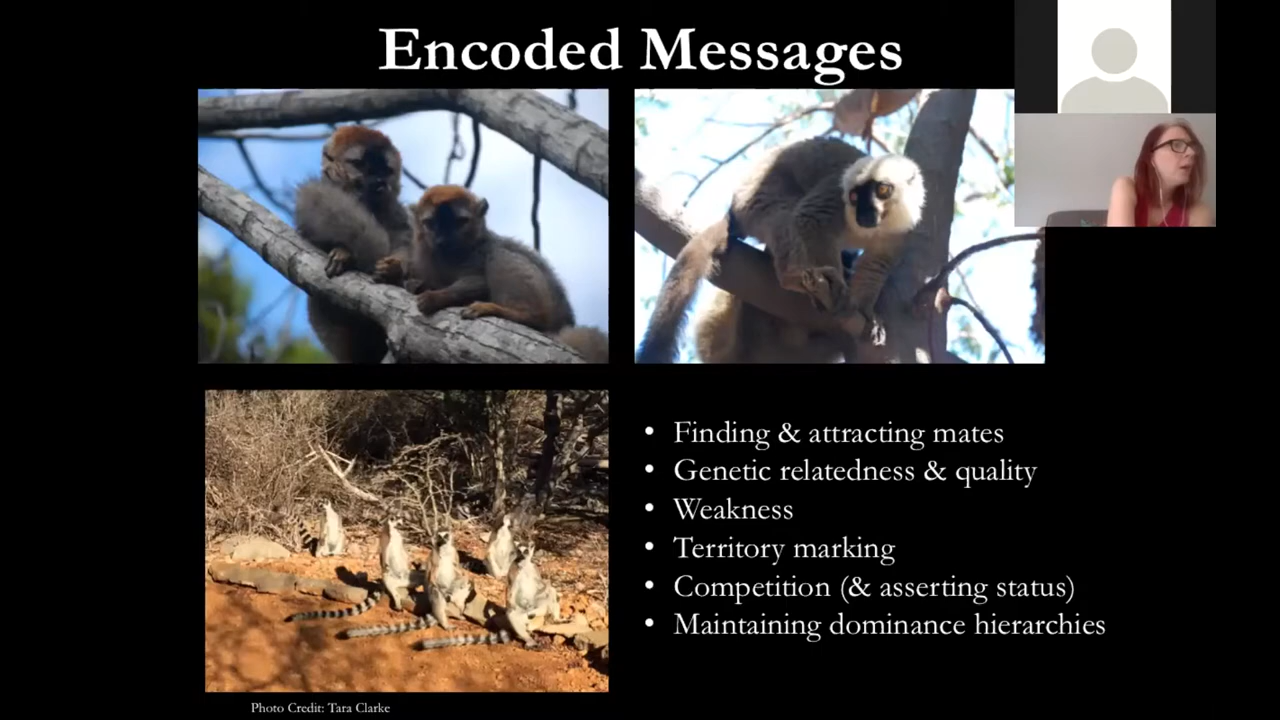 Encoded Messages
• Finding & attracting mates
• Genetic relatedness & quality
• Weakness
• Territory marking
• Competition (& asserting status)
• Maintaining dominance hierarchies
Photo Credit: Tara Clarke